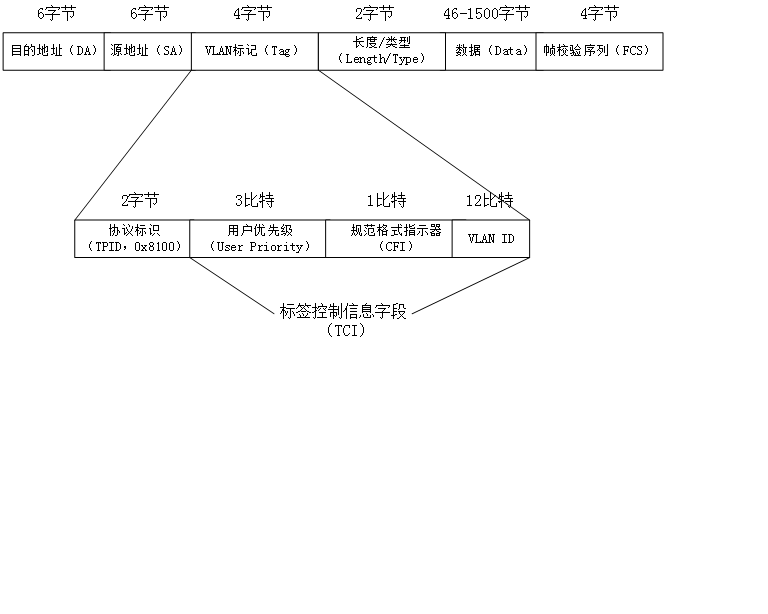 6字节 6字节 4字节 2字节 46-1500字节 4字节
目的地址（DA） 源地址（SA） VLAN标记（Tag） 长度/类型 数据（Data） 帧校验序列（FCS）
（Length/Type）
2字节 3比特 1比特 12比特
协议标识 用户优先级 规范格式指示器 VLAN ID
（TPID，0x8100） （User Priority） （CFI）
标签控制信息字段
（TCI）